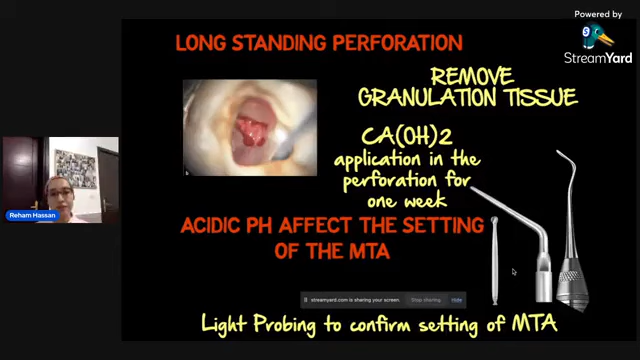 Powered by
StreamYard
LONG STANDING PERFORATION
REMOVE
GRANULATION TISSUE
CA(OH)2
application in the
perforation for
one week
ACIDIC PH AFFECT THE SETTING
OF THE MTA
Reham Hassan
streamyard.com is sharing your screen.
Stop sharing
Hide
Light Probing to confirm setting of MTA